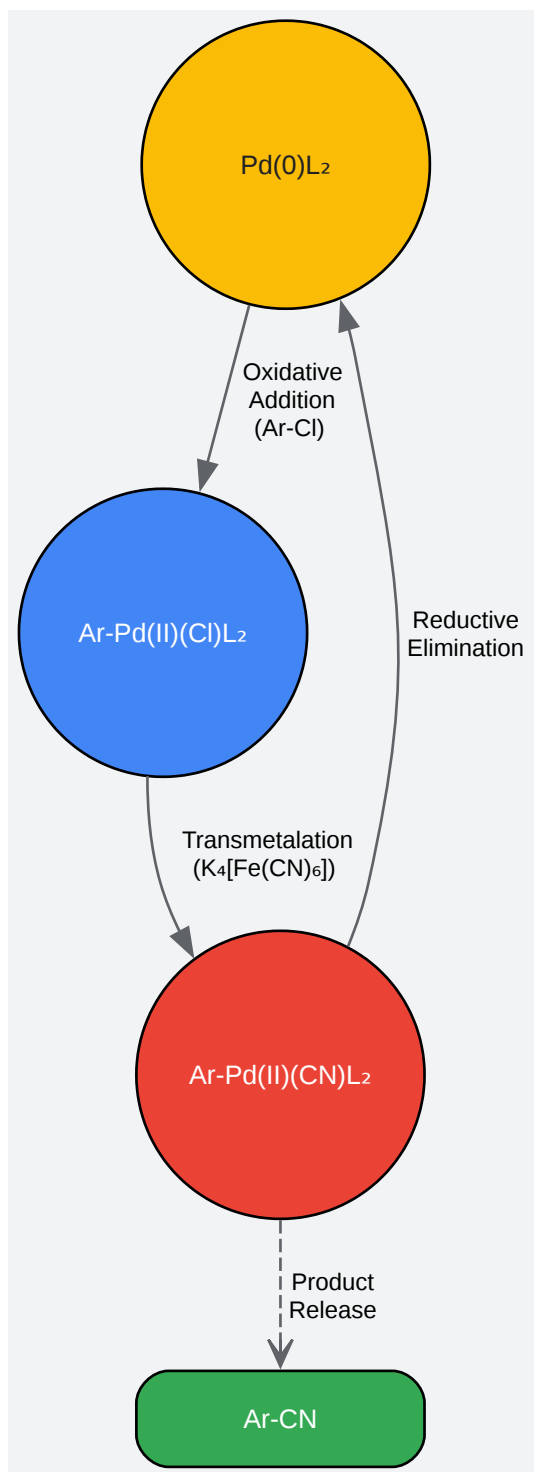 Pd(0)L₂
Oxidative
Addition
(Ar-Cl)
Ar-Pd(II)(Cl)L₂
Reductive
Elimination
Transmetalation
(K₄[Fe(CN)₆])
Ar-Pd(II)(CN)L₂
Product
Release
Ar-CN